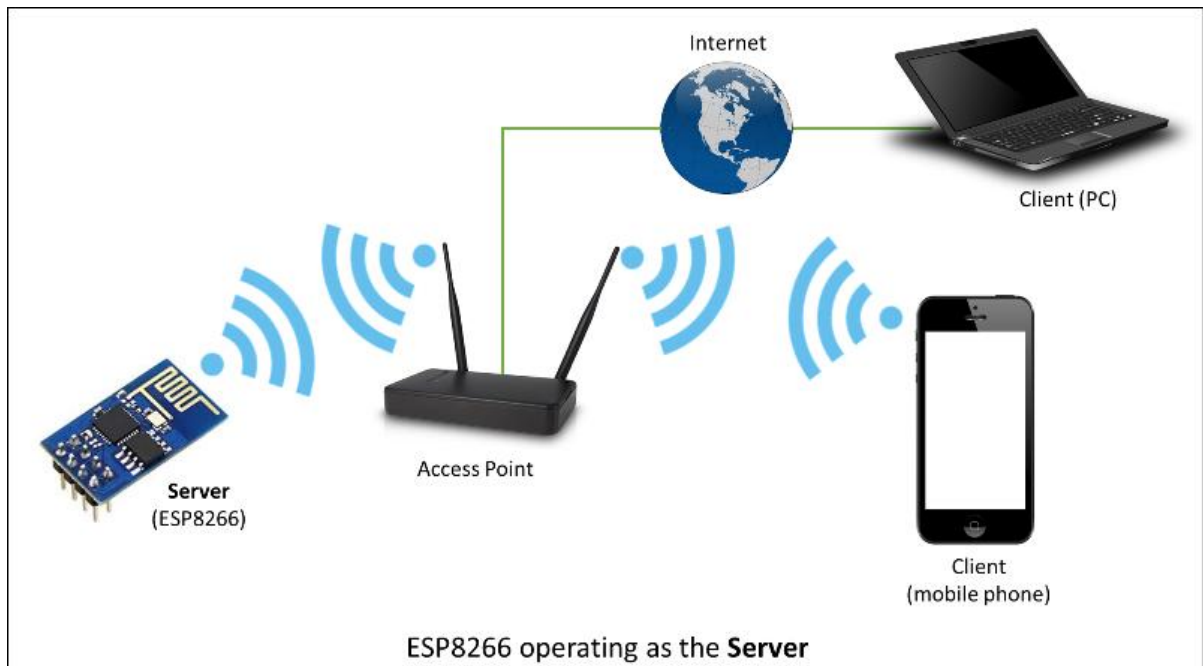 Internet
Client (PC)
Access Point
Server
(ESP8266)
Client
(mobile phone)
ESP8266 operating as the Server